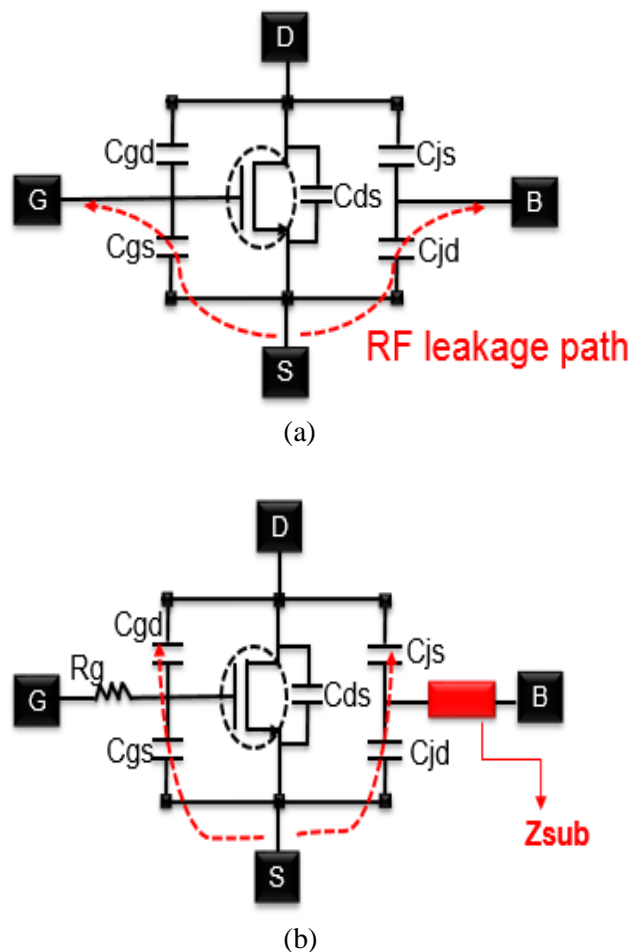 D
Cgd
Cjs
G
Cds
B
Cgs
Cjd
RF leakage path
S
(a)
D
Cgd
Cjs
Rg
G
Cds
B
Cgs
Cjd
Zsub
S
(b)